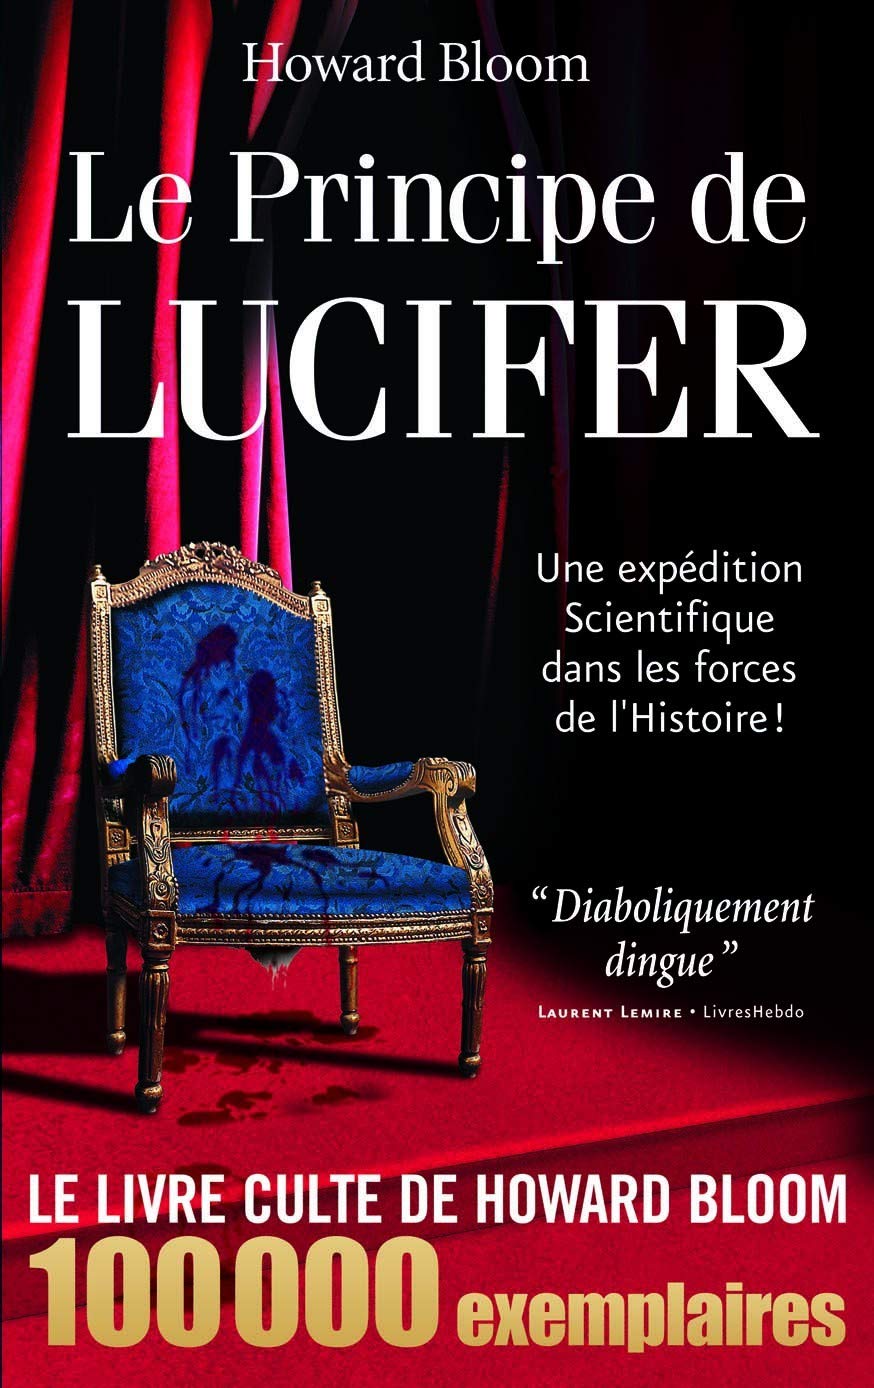 Howard Bloom
Le Principe de
LUCIFER
Une expédition
Scientifique
dans les forces
de l'Histoire !
“Diaboliquement
dingue”
LAURENT LEMIRE • LivresHebdo
LE LIVRE CULTE DE HOWARD BLOOM
100 000 exemplaires